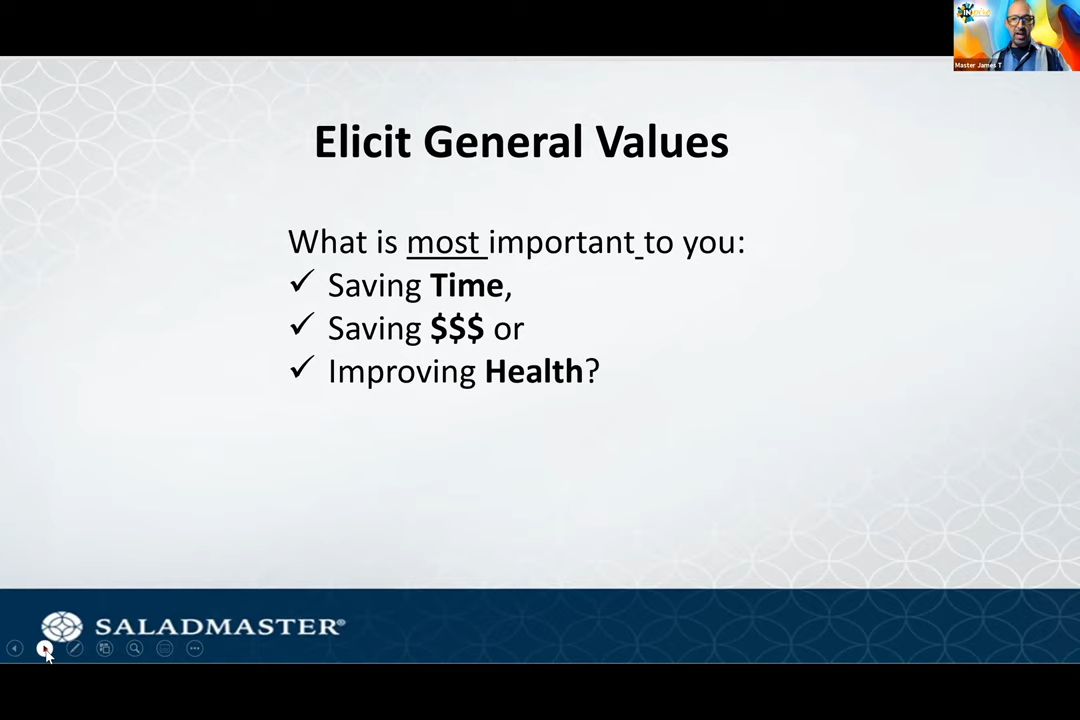 Master James T
Elicit General Values
What is most important to you:
✓ Saving Time,
✓ Saving $$$ or
✓ Improving Health?
SALADMASTER®